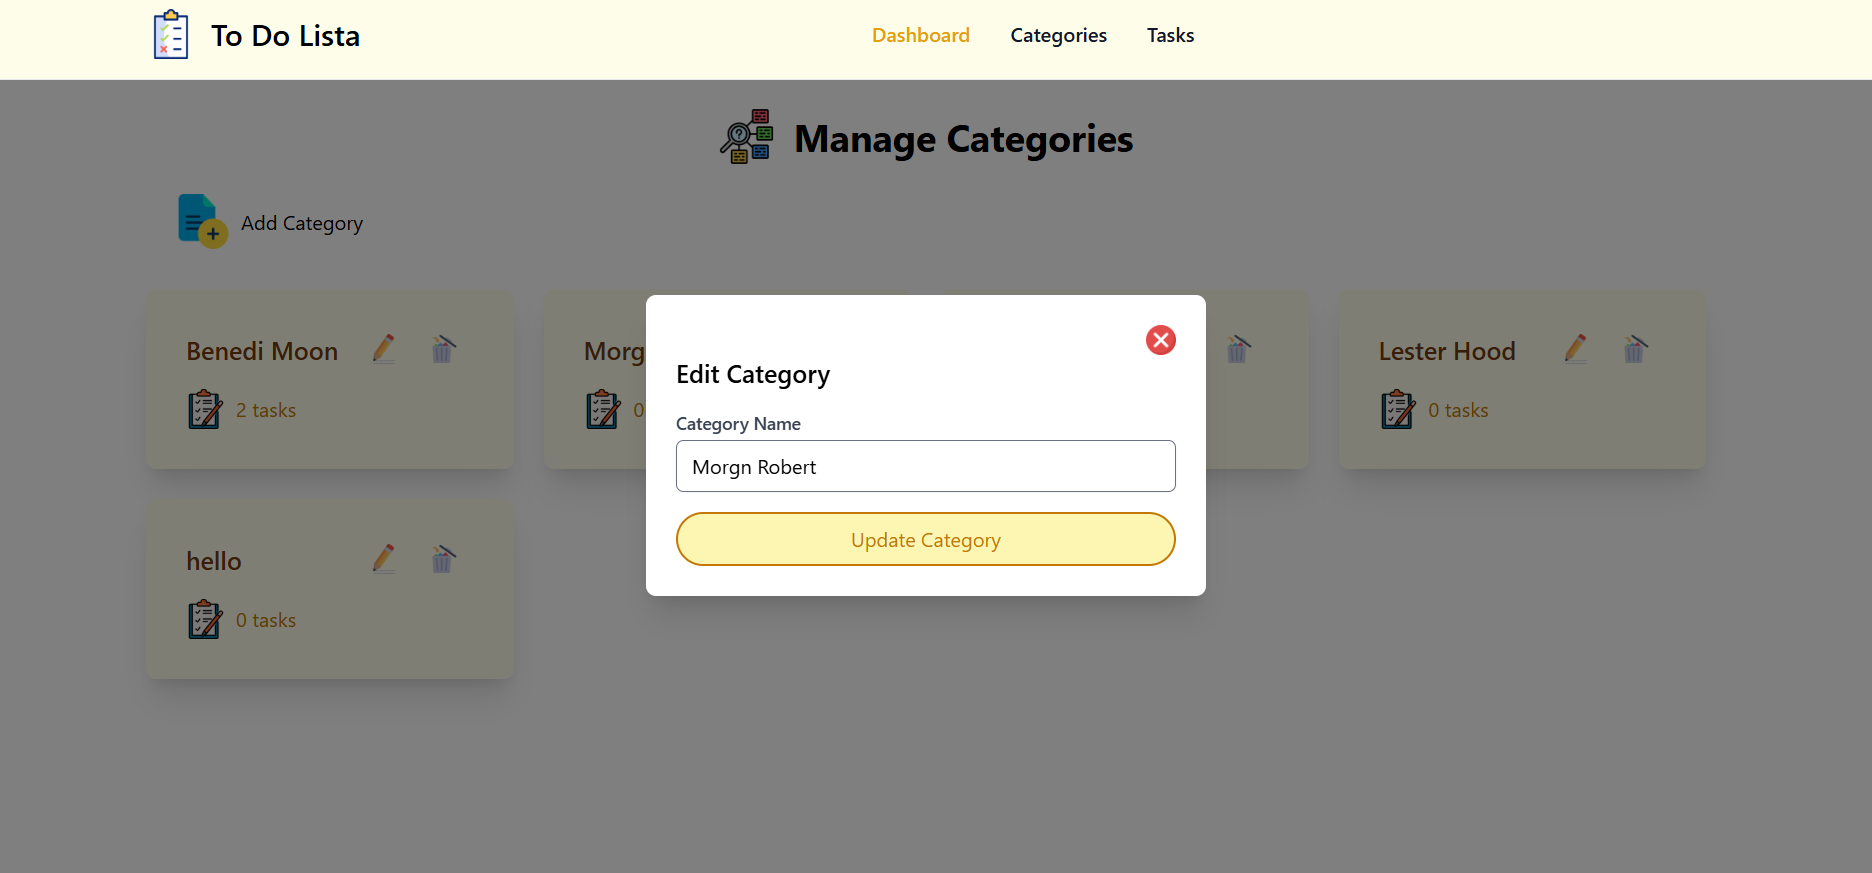 To Do Lista
Dashboard Categories Tasks
Manage Categories
Add Category
Benedi Moon
2 tasks
Morg
0
Lester Hood
0 tasks
hello
0 tasks
Edit Category
Category Name
Morgn Robert
Update Category